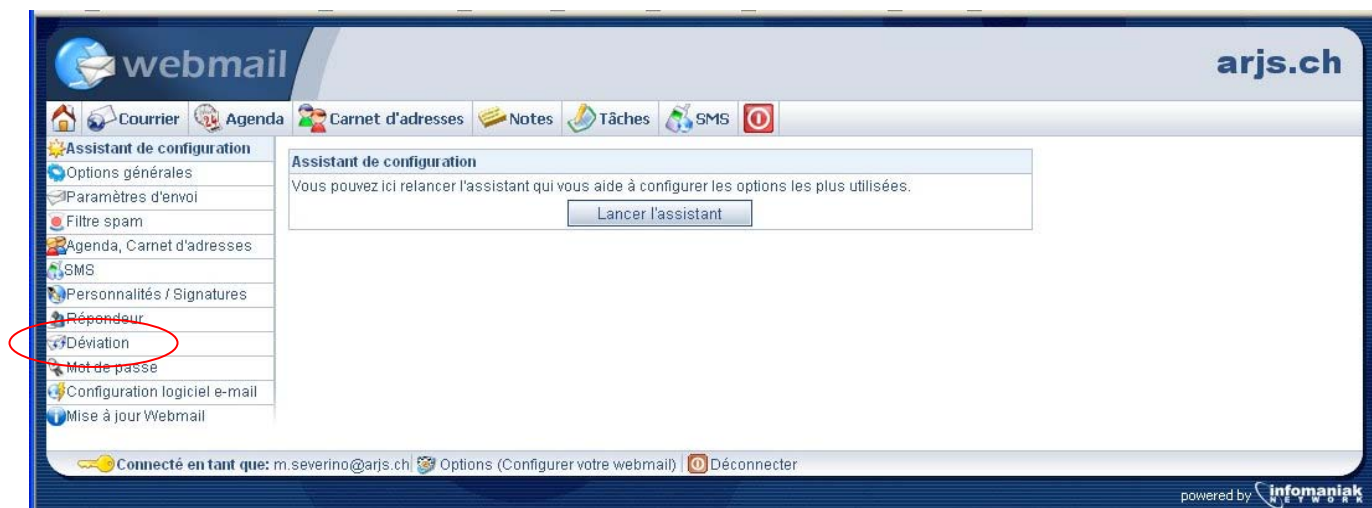 webmail
arjs.ch
Courrier Agenda Carnet d'adresses Notes Tâches SMS
Assistant de configuration
Options générales
Paramètres d'envoi
Filtre spam
Agenda, Carnet d'adresses
SMS
Personnalités / Signatures
Répondeur
Déviation
Mot de passe
Configuration logiciel e-mail
Mise à jour Webmail
Assistant de configuration
Vous pouvez ici relancer l'assistant qui vous aide à configurer les options les plus utilisées.
Lancer l'assistant
Connecté en tant que: m.severino@arjs.ch Options (Configurer votre webmail) Déconnecter
powered by infomaniak
NETWORK